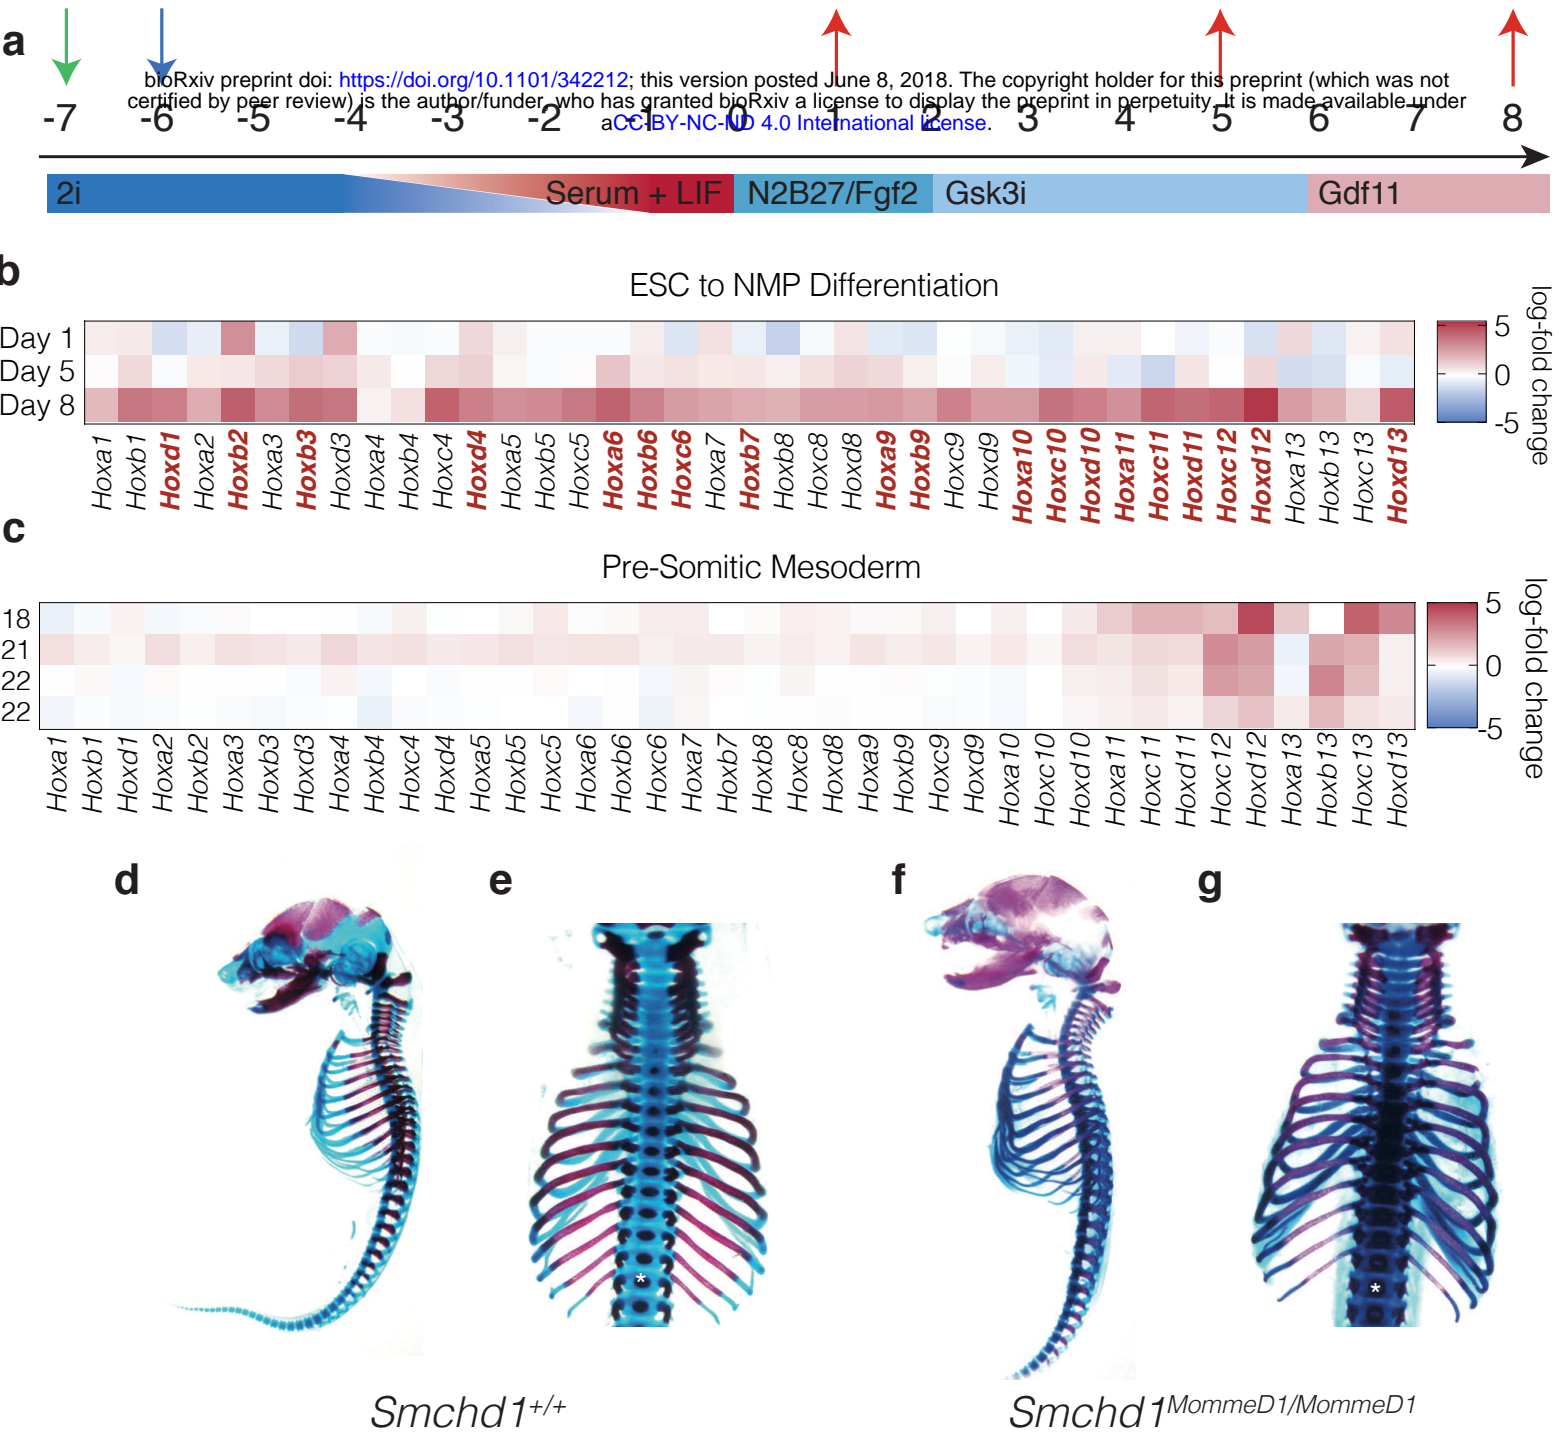 a
bioRxiv preprint doi: https://doi.org/10.1101/342212; this version posted June 8, 2018. The copyright holder for this preprint (which was not
certified by peer review) is the author/funder, who has granted bioRxiv a license to display the preprint in perpetuity. It is made available under
aCC-BY-NC-ND 4.0 International license.
-7 -6 -5 -4 -3 -2 -1 0 1 2 3 4 5 6 7 8
2i Serum + LIF N2B27/Fgf2 Gsk3i Gdf11
b
ESC to NMP Differentiation
Day 1
Day 5
Day 8
5
0
-5
log-fold change
Hoxa1 Hoxb1 Hoxd1 Hoxa2 Hoxb2 Hoxa3 Hoxb3 Hoxd3 Hoxa4 Hoxb4 Hoxc4 Hoxd4 Hoxa5 Hoxb5 Hoxc5 Hoxa6 Hoxb6 Hoxc6 Hoxa7 Hoxb7 Hoxb8 Hoxc8 Hoxd8 Hoxa9 Hoxb9 Hoxc9 Hoxd9 Hoxa10 Hoxc10 Hoxd10 Hoxa11 Hoxc11 Hoxd11 Hoxc12 Hoxd12 Hoxa13 Hoxb13 Hoxc13 Hoxd13
c
Pre-Somitic Mesoderm
18
21
22
22
5
0
-5
log-fold change
Hoxa1 Hoxb1 Hoxd1 Hoxa2 Hoxb2 Hoxa3 Hoxb3 Hoxd3 Hoxa4 Hoxb4 Hoxc4 Hoxd4 Hoxa5 Hoxb5 Hoxc5 Hoxa6 Hoxb6 Hoxc6 Hoxa7 Hoxb7 Hoxb8 Hoxc8 Hoxd8 Hoxa9 Hoxb9 Hoxc9 Hoxd9 Hoxa10 Hoxc10 Hoxd10 Hoxa11 Hoxc11 Hoxd11 Hoxc12 Hoxd12 Hoxa13 Hoxb13 Hoxc13 Hoxd13
d e f g
*
*
Smchd1+/+ Smchd1MommeD1/MommeD1